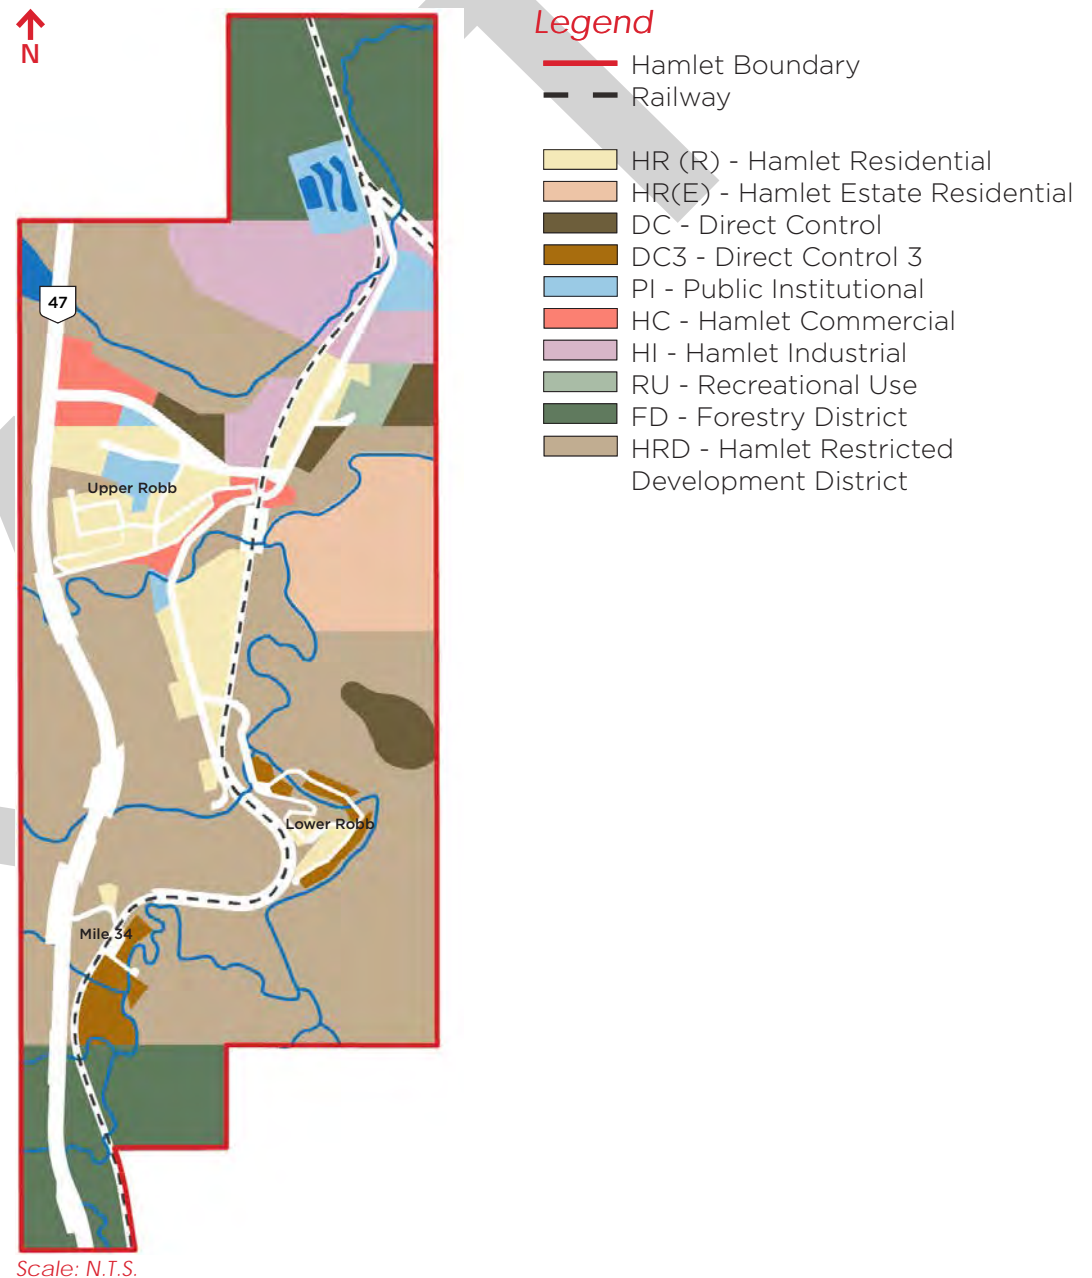 N
Legend
Hamlet Boundary
Railway
HR (R) - Hamlet Residential
HR(E) - Hamlet Estate Residential
DC - Direct Control
DC3 - Direct Control 3
PI - Public Institutional
HC - Hamlet Commercial
HI - Hamlet Industrial
RU - Recreational Use
FD - Forestry District
HRD - Hamlet Restricted
Development District
47
Upper Robb
Lower Robb
Mile 34
Scale: N.T.S.